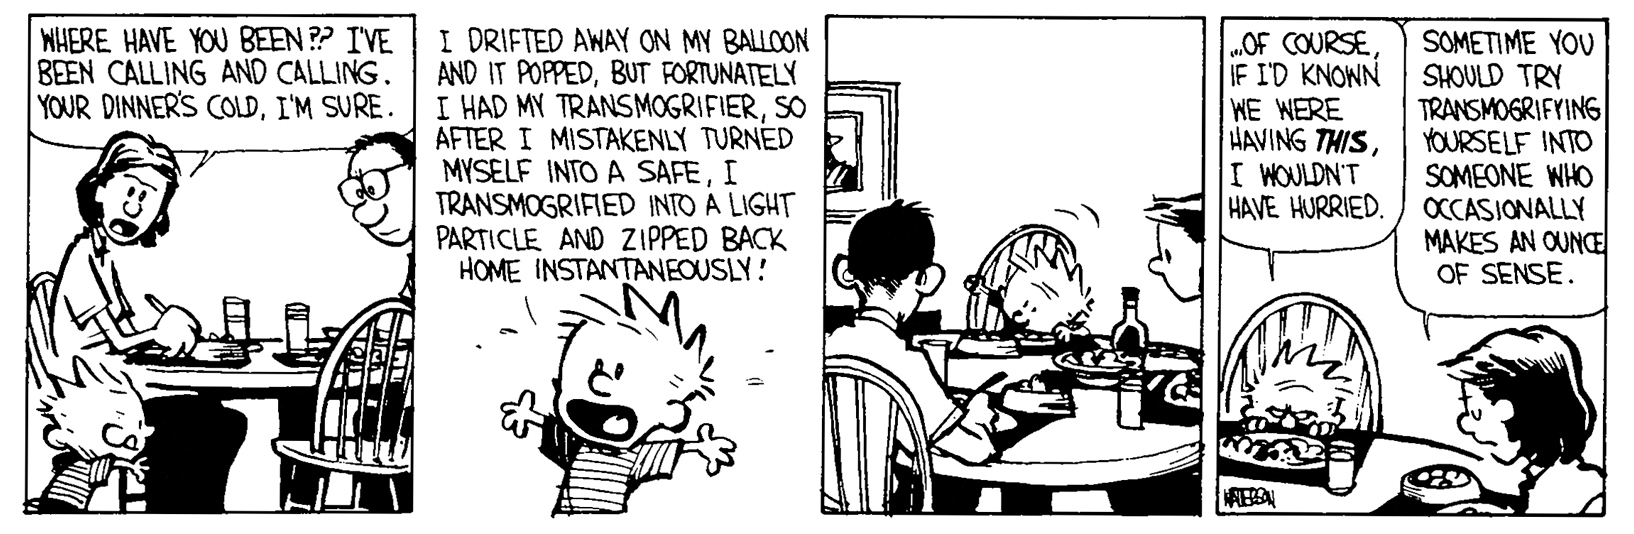 WHERE HAVE YOU BEEN?? I'VE
BEEN CALLING AND CALLING.
YOUR DINNER'S COLD, I'M SURE.
I DRIFTED AWAY ON MY BALLOON
AND IT POPPED, BUT FORTUNATELY
I HAD MY TRANSMOGRIFIER, SO
AFTER I MISTAKENLY TURNED
MYSELF INTO A SAFE, I
TRANSMOGRIFIED INTO A LIGHT
PARTICLE AND ZIPPED BACK
HOME INSTANTANEOUSLY!
...OF COURSE,
IF I'D KNOWN
WE WERE
HAVING THIS,
I WOULDN'T
HAVE HURRIED.
SOMETIME YOU
SHOULD TRY
TRANSMOGRIFYING
YOURSELF INTO
SOMEONE WHO
OCCASIONALLY
MAKES AN OUNCE
OF SENSE.
WATTERSON